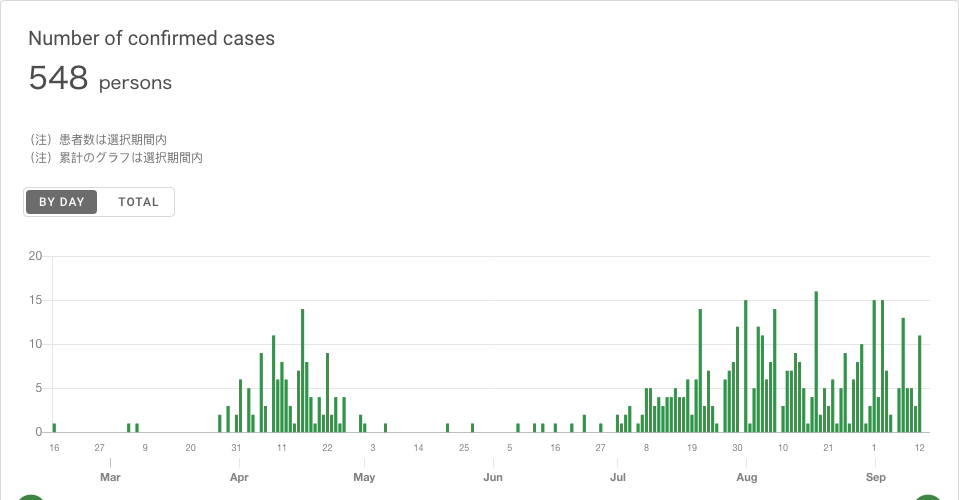 Number of confirmed cases
548 persons
（注）患者数は選択期間内
（注）累計のグラフは選択期間内
BY DAY TOTAL
20
15
10
5
0
16 27 9 20 31 11 22 3 14 25 5 16 27 8 19 30 10 21 1 12
Mar Apr May Jun Jul Aug Sep